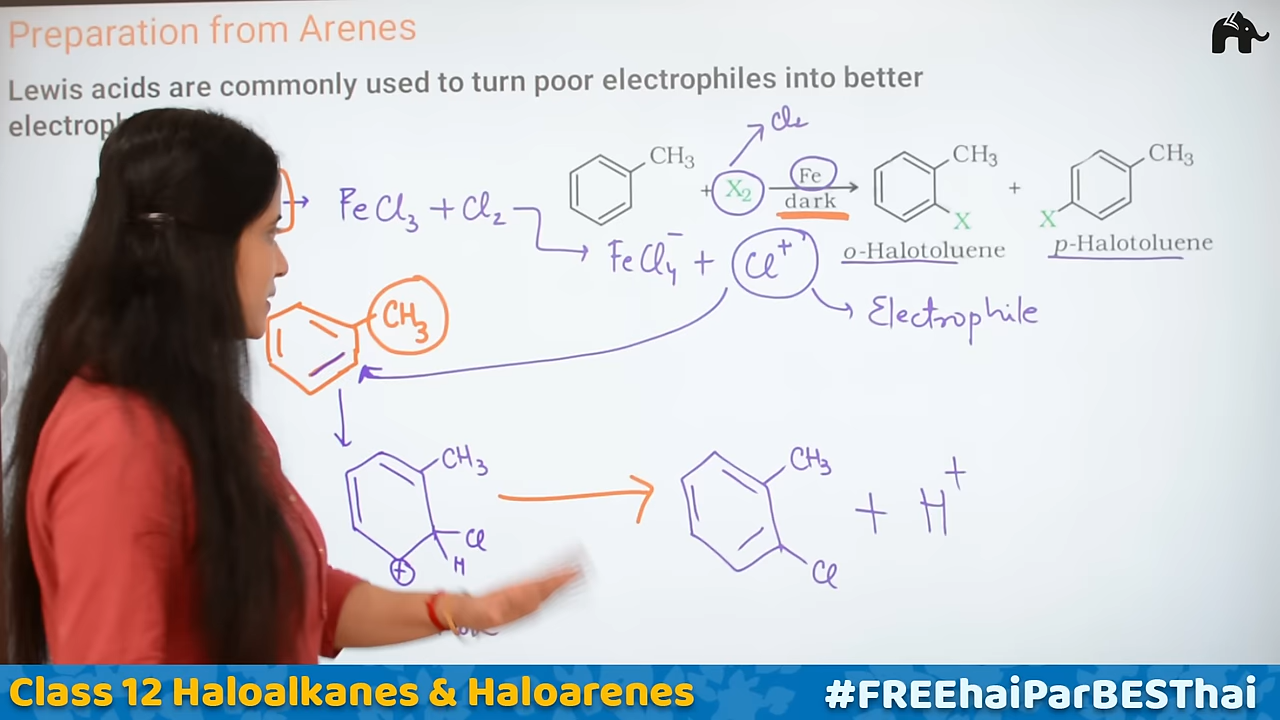 Preparation from Arenes
Lewis acids are commonly used to turn poor electrophiles into better
Cl₂
CH₃ + X₂ Fe dark CH₃ X + CH₃ X
o-Halotoluene p-Halotoluene
FeCl₃ + Cl₂
FeCl₄⁻ + Cl⁺
Electrophile
CH₃
CH₃ Cl H +
CH₃ Cl + H⁺
Class 12 Haloalkanes & Haloarenes #FREEhaiParBESThai